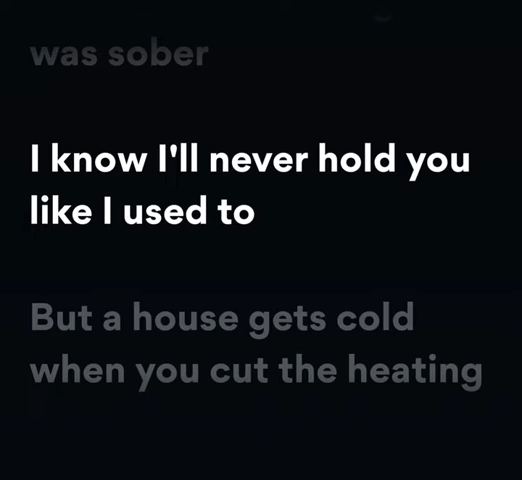 was sober
I know I'll never hold you
like I used to
But a house gets cold
when you cut the heating